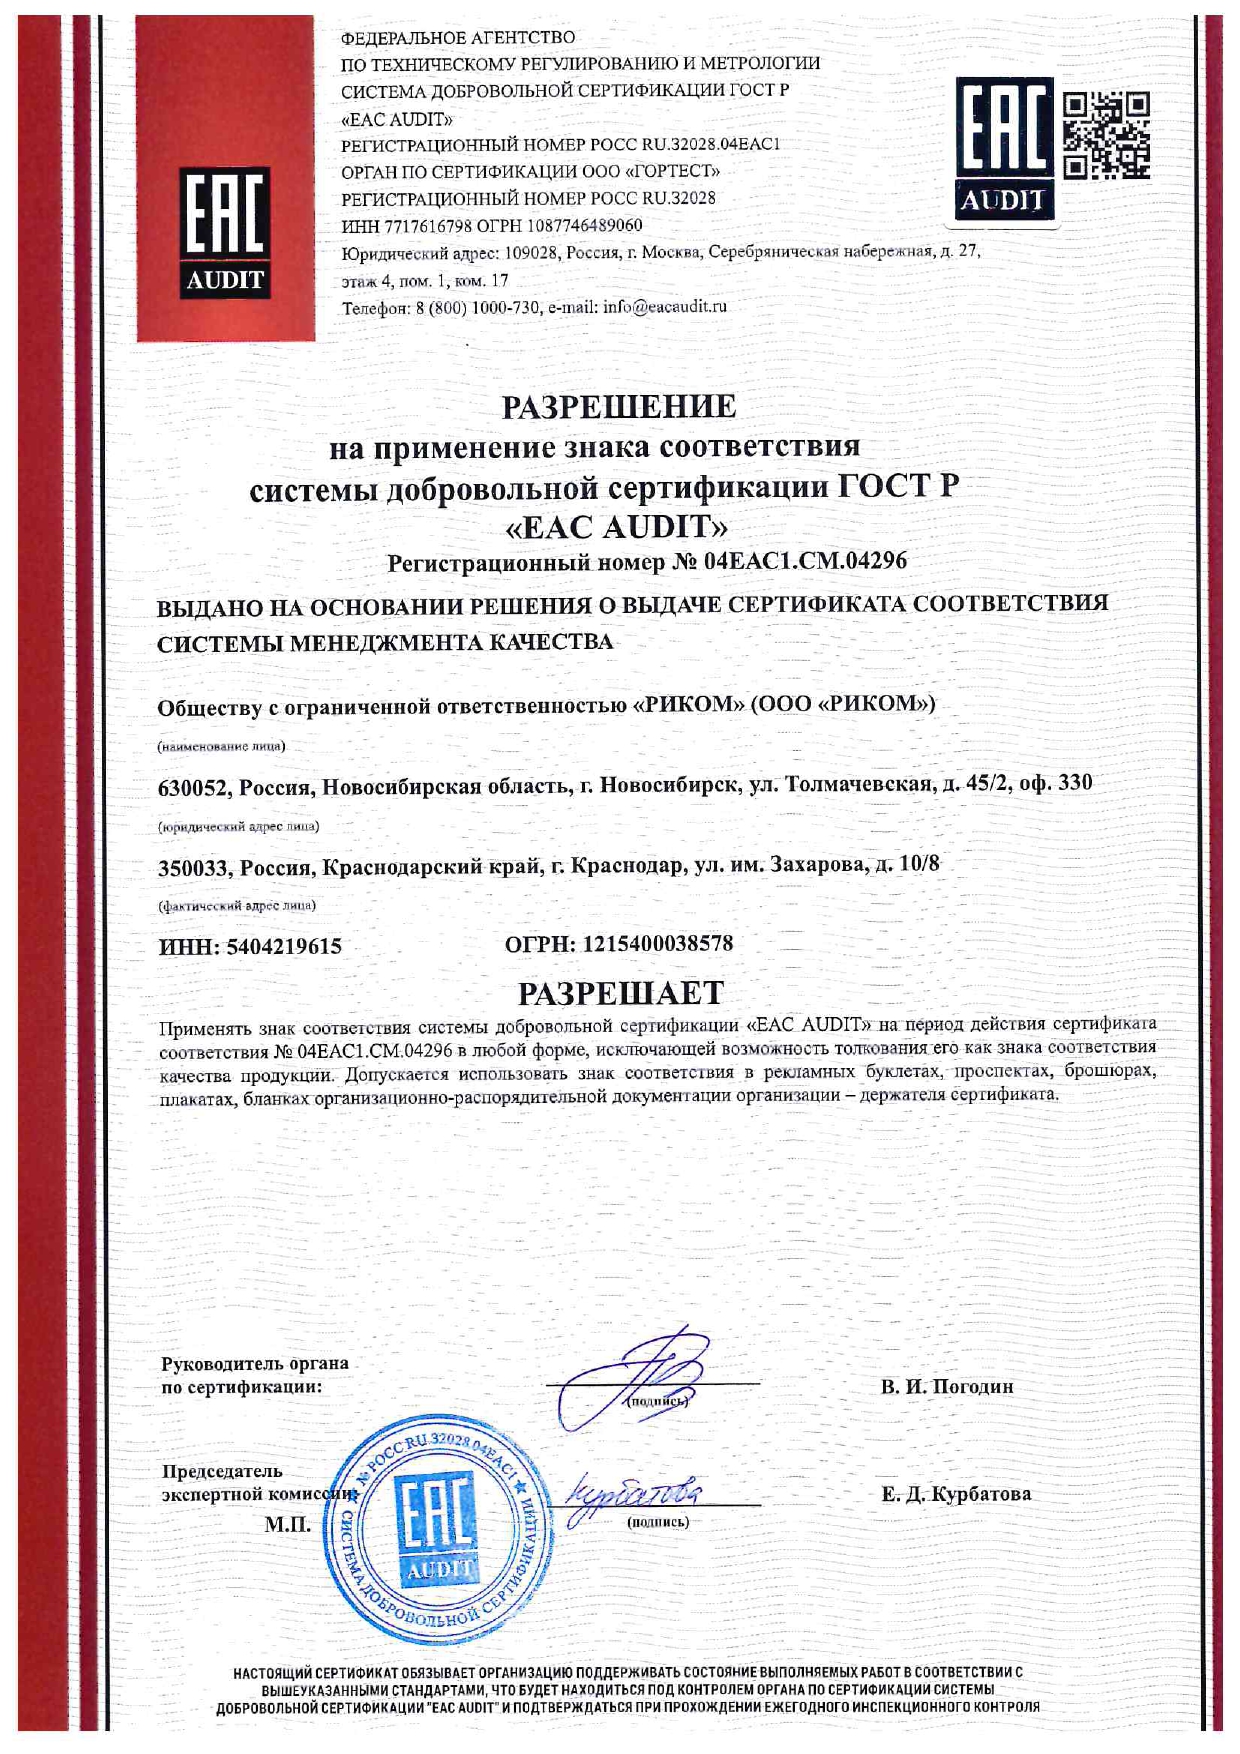 ФЕДЕРАЛЬНОЕ АГЕНТСТВО
ПО ТЕХНИЧЕСКОМУ РЕГУЛИРОВАНИЮ И МЕТРОЛОГИИ
СИСТЕМА ДОБРОВОЛЬНОЙ СЕРТИФИКАЦИИ ГОСТ Р
«EAC AUDIT»
РЕГИСТРАЦИОННЫЙ НОМЕР РОСС RU.32028.04ЕАС1
ОРГАН ПО СЕРТИФИКАЦИИ ООО «ГОРТЕСТ»
РЕГИСТРАЦИОННЫЙ НОМЕР РОСС RU.32028
ИНН 7717616798 ОГРН 1087746489060
Юридический адрес: 109028, Россия, г. Москва, Серебряническая набережная, д. 27,
этаж 4, пом. 1, ком. 17
Телефон: 8 (800) 1000-730, e-mail: info@eacaudit.ru
EAC
AUDIT
EAC
AUDIT
РАЗРЕШЕНИЕ
на применение знака соответствия
системы добровольной сертификации ГОСТ Р
«EAC AUDIT»
Регистрационный номер № 04ЕАС1.СМ.04296
ВЫДАНО НА ОСНОВАНИИ РЕШЕНИЯ О ВЫДАЧЕ СЕРТИФИКАТА СООТВЕТСТВИЯ
СИСТЕМЫ МЕНЕДЖМЕНТА КАЧЕСТВА
Обществу с ограниченной ответственностью «РИКОМ» (ООО «РИКОМ»)
(наименование лица)
630052, Россия, Новосибирская область, г. Новосибирск, ул. Толмачевская, д. 45/2, оф. 330
(юридический адрес лица)
350033, Россия, Краснодарский край, г. Краснодар, ул. им. Захарова, д. 10/8
(фактический адрес лица)
ИНН: 5404219615 ОГРН: 1215400038578
РАЗРЕШАЕТ
Применять знак соответствия системы добровольной сертификации «EAC AUDIT» на период действия сертификата
соответствия № 04ЕАС1.СМ.04296 в любой форме, исключающей возможность толкования его как знака соответствия
качества продукции. Допускается использовать знак соответствия в рекламных буклетах, проспектах, брошюрах,
плакатах, бланках организационно-распорядительной документации организации – держателя сертификата.
Руководитель органа
по сертификации:
(подпись)
В. И. Погодин
Председатель
экспертной комиссии:
Курбатова
(подпись)
Е. Д. Курбатова
М.П.
№ РОСС RU.32028.04ЕАС1
СИСТЕМА ДОБРОВОЛЬНОЙ СЕРТИФИКАЦИИ
EAC
AUDIT
НАСТОЯЩИЙ СЕРТИФИКАТ ОБЯЗЫВАЕТ ОРГАНИЗАЦИЮ ПОДДЕРЖИВАТЬ СОСТОЯНИЕ ВЫПОЛНЯЕМЫХ РАБОТ В СООТВЕТСТВИИ С
ВЫШЕУКАЗАННЫМИ СТАНДАРТАМИ, ЧТО БУДЕТ НАХОДИТЬСЯ ПОД КОНТРОЛЕМ ОРГАНА ПО СЕРТИФИКАЦИИ СИСТЕМЫ
ДОБРОВОЛЬНОЙ СЕРТИФИКАЦИИ "EAC AUDIT" И ПОДТВЕРЖДАТЬСЯ ПРИ ПРОХОЖДЕНИИ ЕЖЕГОДНОГО ИНСПЕКЦИОННОГО КОНТРОЛЯ